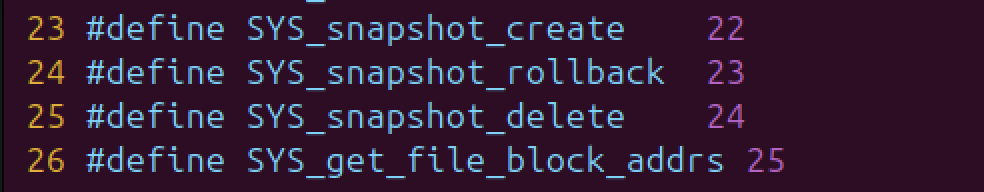 23 #define SYS_snapshot_create    22
24 #define SYS_snapshot_rollback  23
25 #define SYS_snapshot_delete    24
26 #define SYS_get_file_block_addrs 25